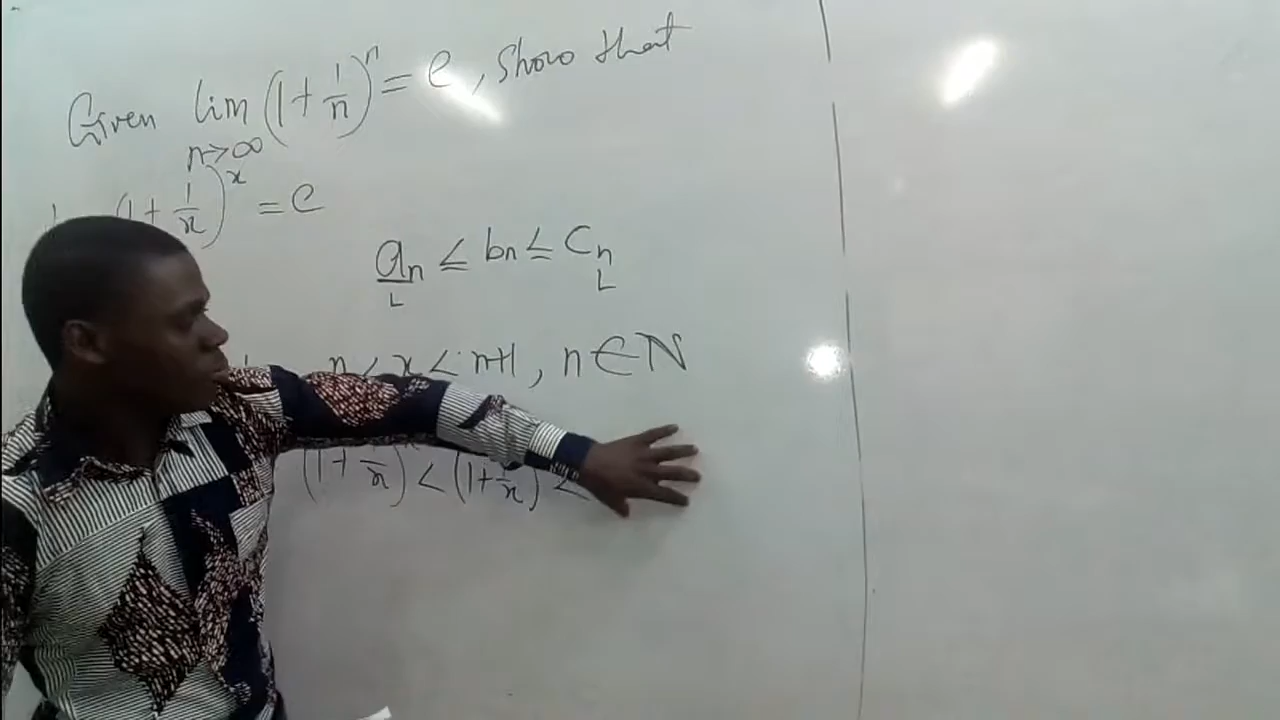 Given lim (1 + 1/n)^n = e, show that
n→∞
(1 + 1/x)^x = e
an ≤ bn ≤ Cn
L L
n < x < n+1, n ∈ ℕ
(1 + 1/x) < (1 + 1/x) <